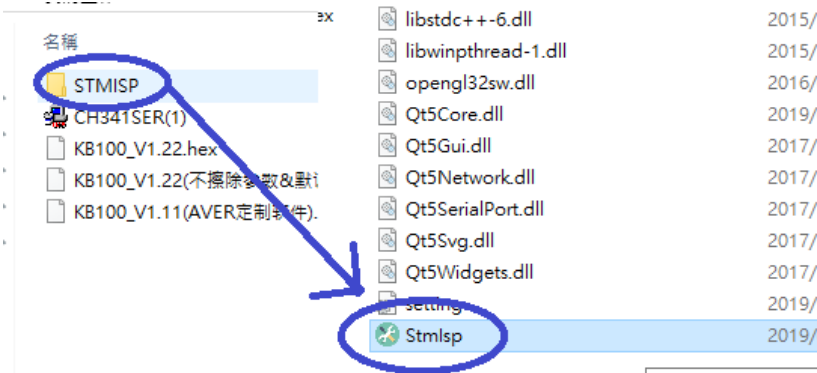 名稱
STMISP
CH341SER(1)
KB100_V1.22.hex
KB100_V1.22(不擦除參數&默
KB100_V1.11(AVER定制軟件).
ex
libstdc++-6.dll
2015/
libwinpthread-1.dll
2015/
opengl32sw.dll
2016/
Qt5Core.dll
2019/
Qt5Gui.dll
2017/
Qt5Network.dll
2017/
Qt5SerialPort.dll
2017/
Qt5Svg.dll
2017/
Qt5Widgets.dll
2017/
setting
2019/
StmIsp
2019/